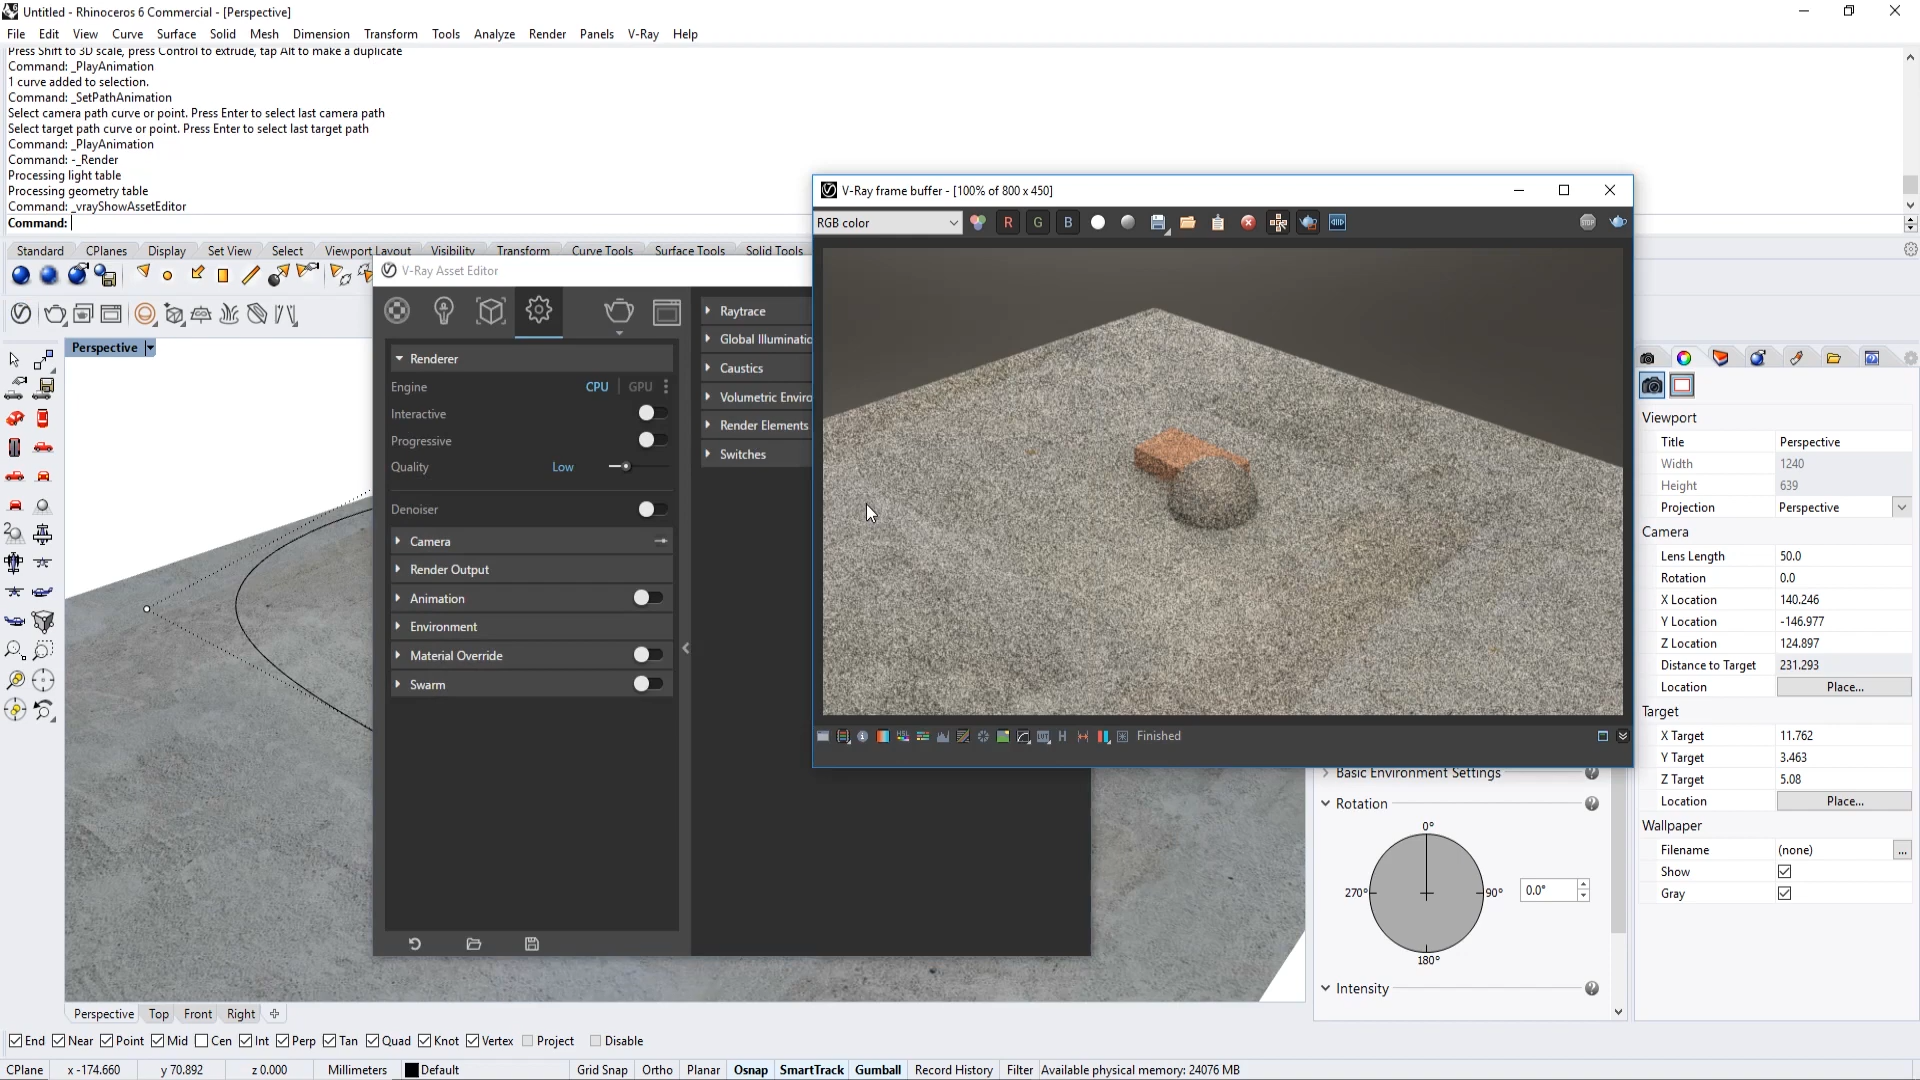 Untitled - Rhinoceros 6 Commercial - [Perspective]
File Edit View Curve Surface Solid Mesh Dimension Transform Tools Analyze Render Panels V-Ray Help
Press Shift to 3D scale, press Control to extrude, tap Alt to make a duplicate
Command: _PlayAnimation
1 curve added to selection.
Command: _SetPathAnimation
Select camera path curve or point. Press Enter to select last camera path
Select target path curve or point. Press Enter to select last target path
Command: _PlayAnimation
Command: -_Render
Processing light table
Processing geometry table
Command: _vrayShowAssetEditor
Command:
V-Ray frame buffer - [100% of 800 x 450]
RGB color R G B
Standard CPlanes Display Set View Select Viewport Layout Visibility Transform Curve Tools Surface Tools Solid Tools
V-Ray Asset Editor
Perspective
Renderer
Engine CPU GPU
Interactive
Progressive
Quality Low
Denoiser
Camera
Render Output
Animation
Environment
Material Override
Swarm
Raytrace
Global Illuminatio
Caustics
Volumetric Enviro
Render Elements
Switches
HSL H Finished
Viewport
Title Perspective
Width 1240
Height 639
Projection Perspective
Camera
Lens Length 50.0
Rotation 0.0
X Location 140.246
Y Location -146.977
Z Location 124.897
Distance to Target 231.293
Location Place...
Target
X Target 11.762
Y Target 3.463
Z Target 5.08
Location Place...
Wallpaper
Filename (none) ...
Show
Gray
Basic Environment Settings
Rotation
0°
270° 90° 0.0°
180°
Intensity
Perspective Top Front Right
End Near Point Mid Cen Int Perp Tan Quad Knot Vertex Project Disable
CPlane x -174.660 y 70.892 z 0.000 Millimeters Default Grid Snap Ortho Planar Osnap SmartTrack Gumball Record History Filter Available physical memory: 24076 MB